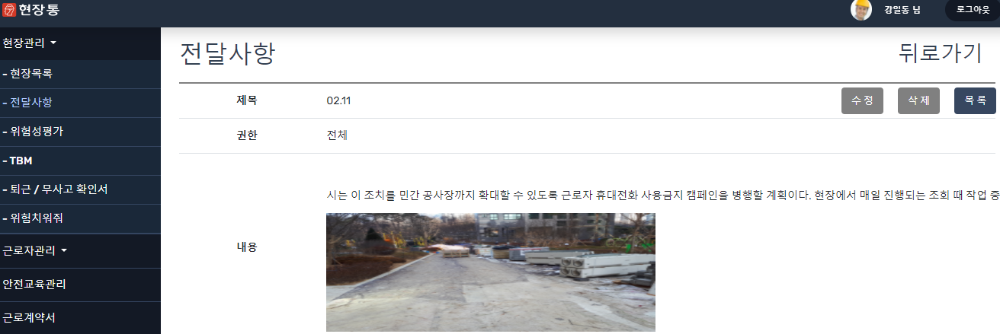 현장통
강일동 님
로그아웃
현장관리
- 현장목록
- 전달사항
- 위험성평가
- TBM
- 퇴근 / 무사고 확인서
- 위험치워줘
근로자관리
안전교육관리
근로계약서
전달사항
뒤로가기
제목 02.11
수정 삭제 목록
권한 전체
시는 이 조치를 민간 공사장까지 확대할 수 있도록 근로자 휴대전화 사용금지 캠페인을 병행할 계획이다. 현장에서 매일 진행되는 조회 때 작업 중
내용